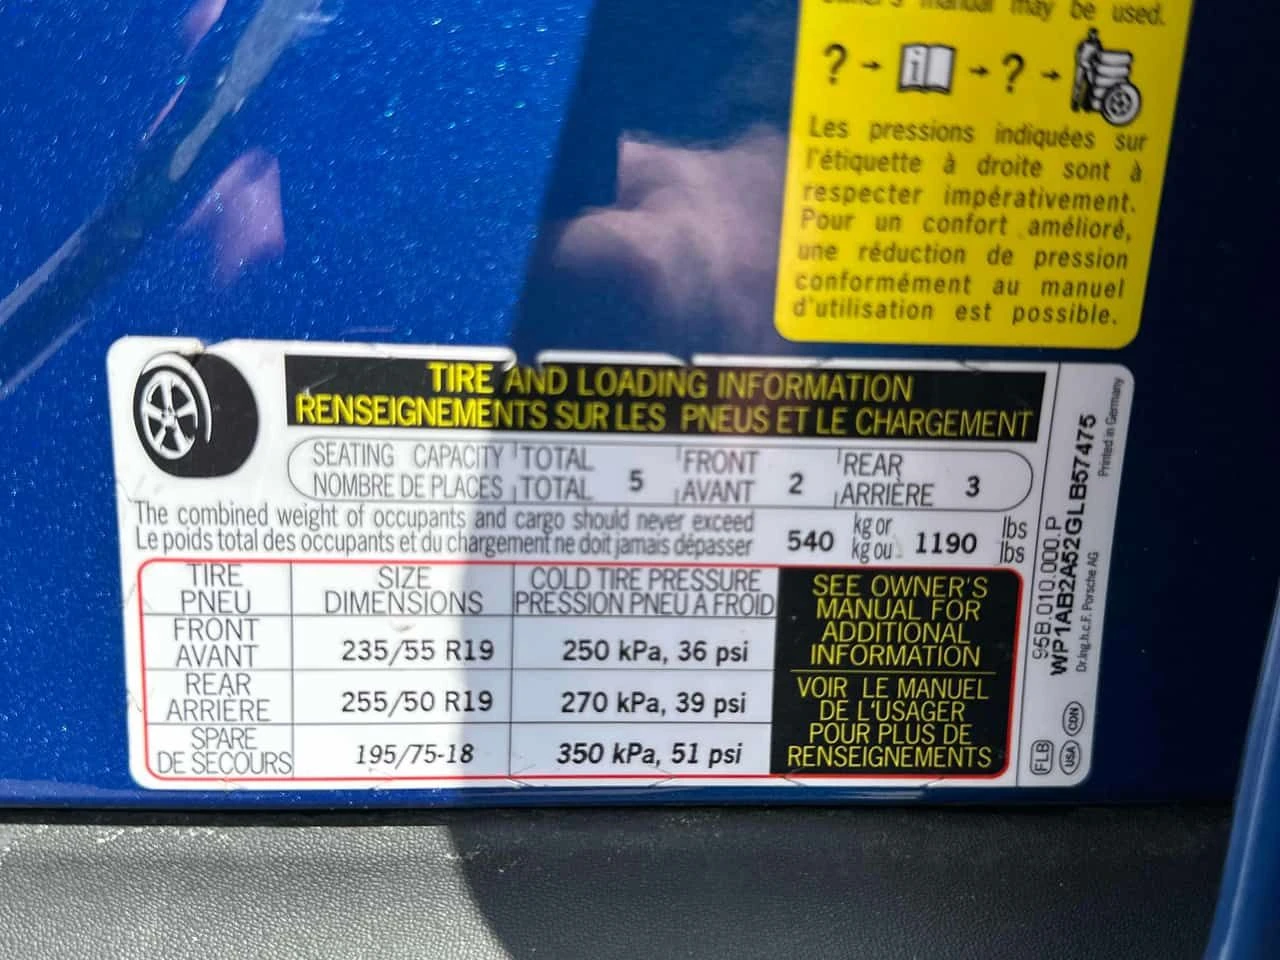 Owner's manual may be used.
? → i → ? →
Les pressions indiquées sur
l'étiquette à droite sont à
respecter impérativement.
Pour un confort amélioré,
une réduction de pression
conformément au manuel
d'utilisation est possible.
TIRE AND LOADING INFORMATION
RENSEIGNEMENTS SUR LES PNEUS ET LE CHARGEMENT
SEATING CAPACITY TOTAL 5 FRONT 2 REAR 3
NOMBRE DE PLACES TOTAL AVANT ARRIÈRE
The combined weight of occupants and cargo should never exceed 540 kg or 1190 lbs
Le poids total des occupants et du chargement ne doit jamais dépasser kg ou lbs
TIRE SIZE COLD TIRE PRESSURE
PNEU DIMENSIONS PRESSION PNEU A FROID
FRONT
AVANT 235/55 R19 250 kPa, 36 psi
REAR
ARRIÈRE 255/50 R19 270 kPa, 39 psi
SPARE
DE SECOURS 195/75-18 350 kPa, 51 psi
SEE OWNER'S
MANUAL FOR
ADDITIONAL
INFORMATION
VOIR LE MANUEL
DE L'USAGER
POUR PLUS DE
RENSEIGNEMENTS
95B.010.000.P
WP1AB2A52GLB57475
Dr.Ing.h.c.F. Porsche AG
Printed in Germany
FLB
USA
CDN